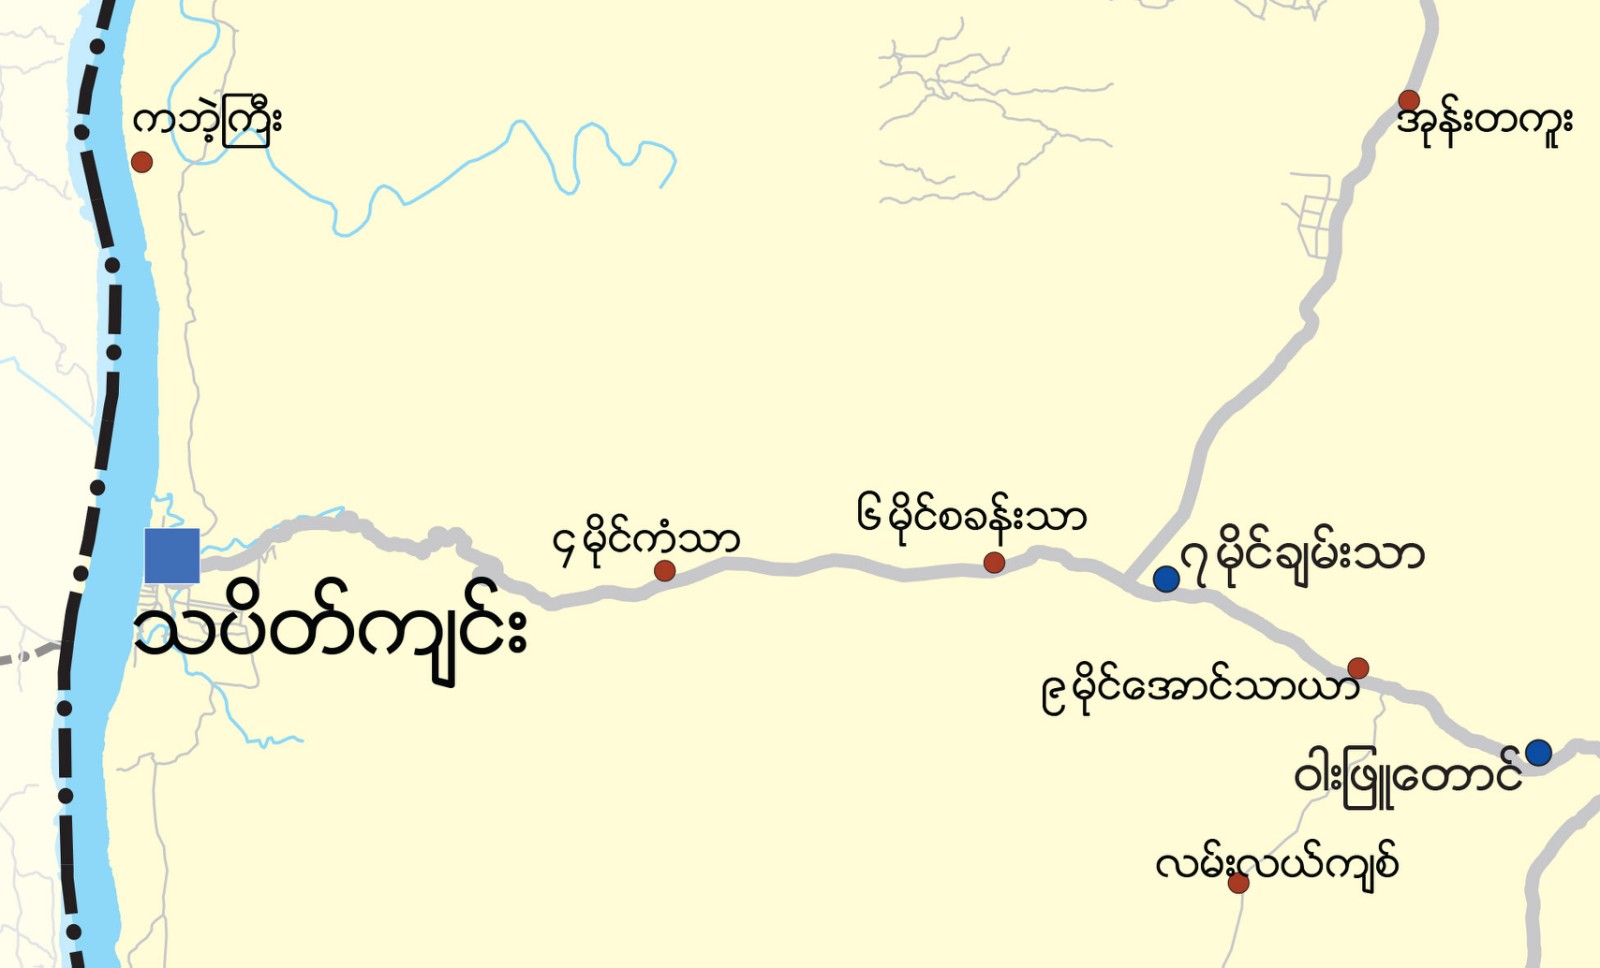 ကဘဲ့ကြီး
အုန်းတကူး
၆ မိုင်စခန်းသာ
၄ မိုင်ကံသာ
၇ မိုင်ချမ်းသာ
သပိတ်ကျင်း
၉ မိုင်အောင်သာယာ
ဝါးဖြူတောင်
လမ်းလယ်ကျစ်